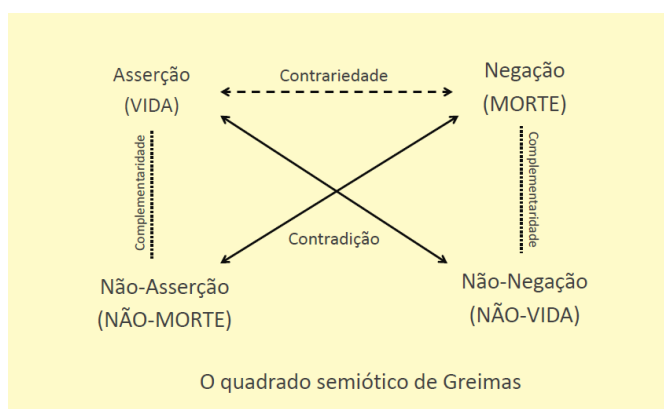 Asserção
(VIDA)
Contrariedade
Negação
(MORTE)
Complementaridade
Complementaridade
Contradição
Não-Asserção
(NÃO-MORTE)
Não-Negação
(NÃO-VIDA)
O quadrado semiótico de Greimas